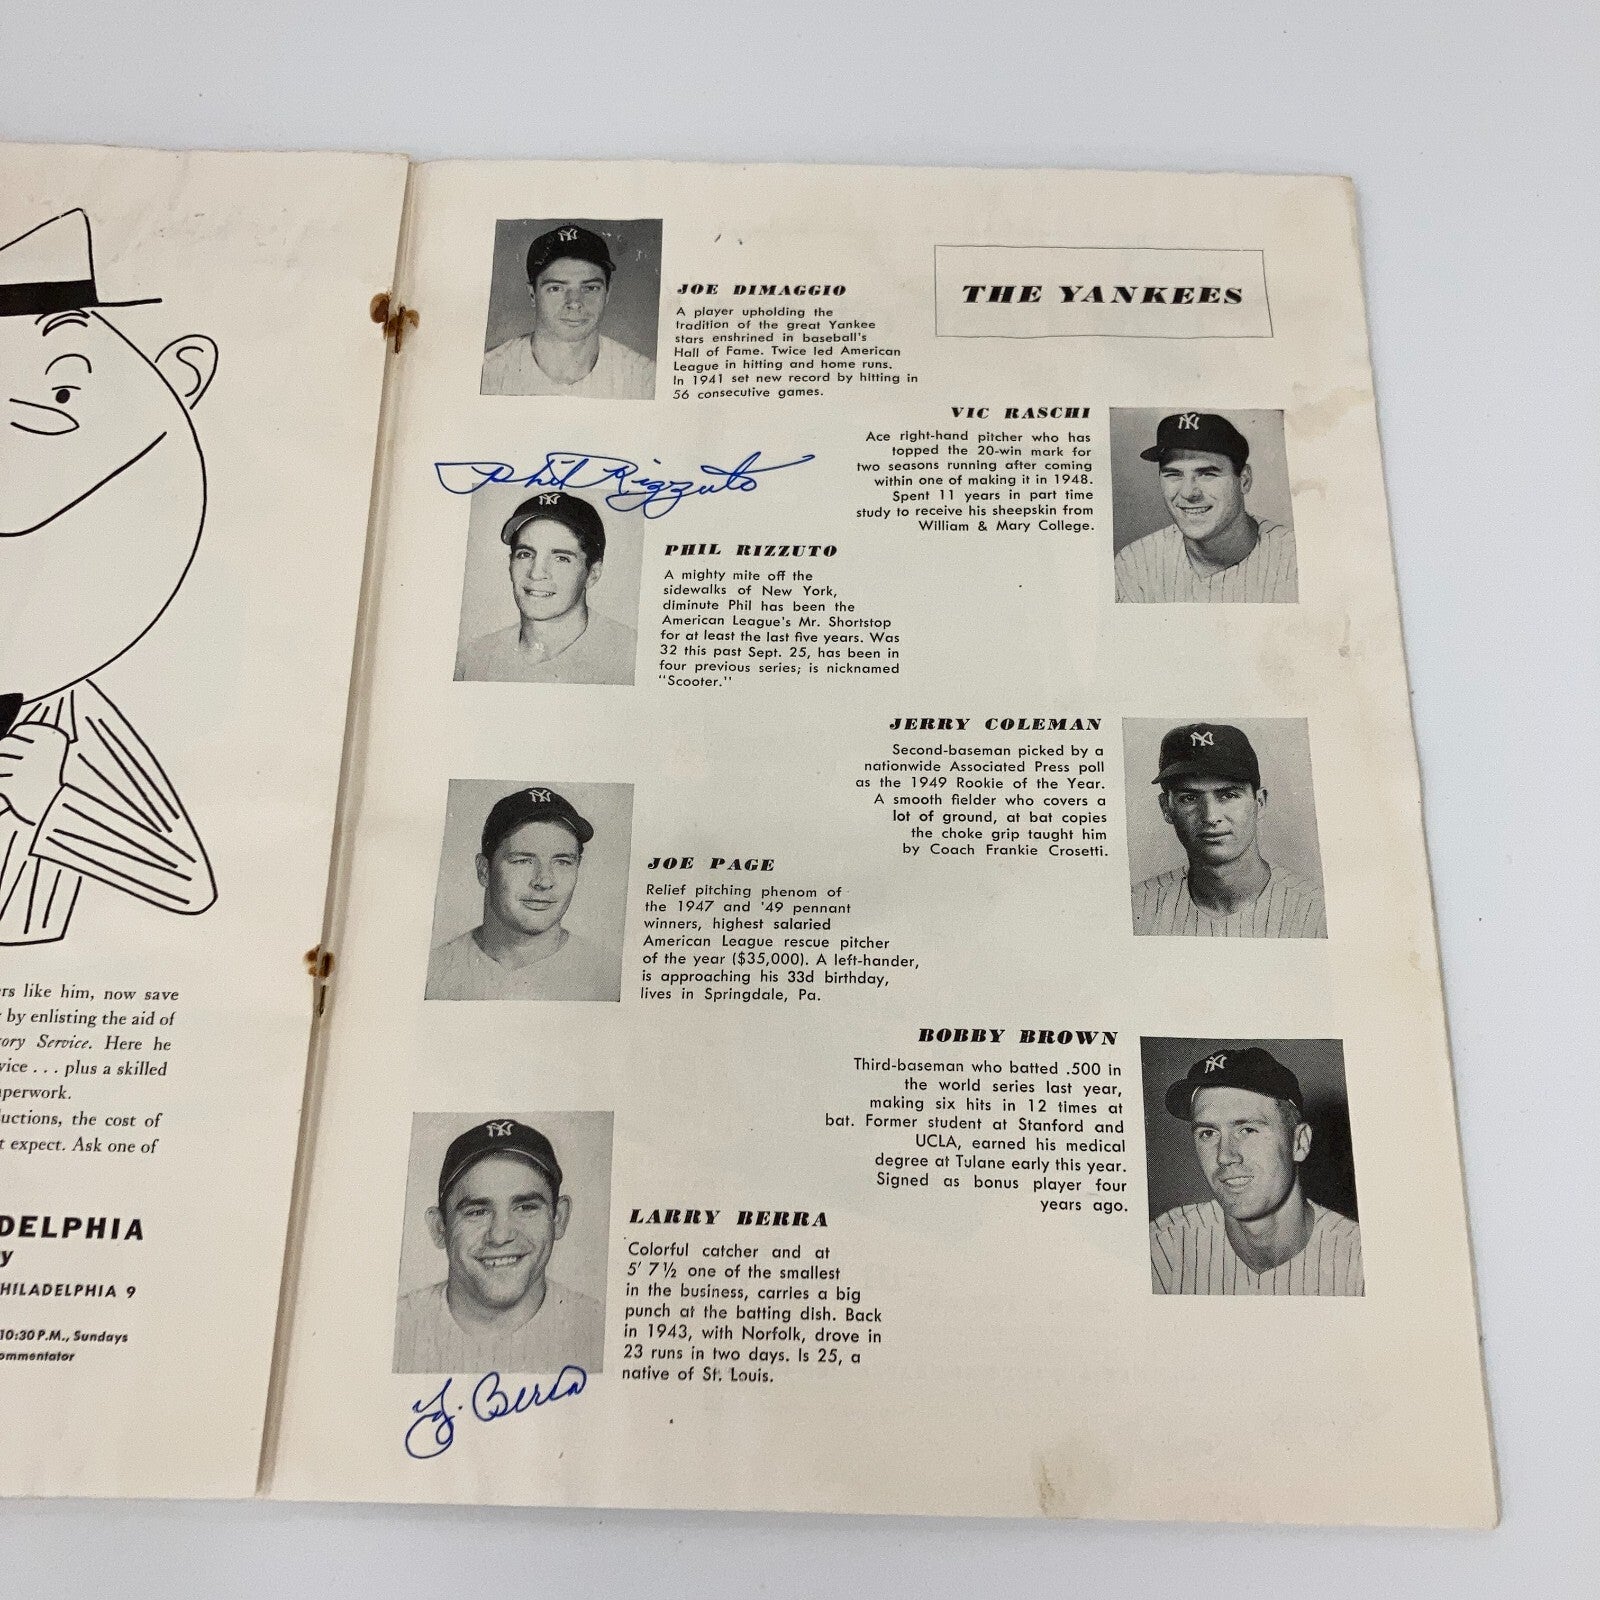 rs like him, now save
by enlisting the aid of
ory Service. Here he
vice . . . plus a skilled
perwork.
uctions, the cost of
t expect. Ask one of
DELPHIA
y
HILADELPHIA 9
10:30 P.M., Sundays
ommentator
THE YANKEES
JOE DIMAGGIO
A player upholding the
tradition of the great Yankee
stars enshrined in baseball's
Hall of Fame. Twice led American
League in hitting and home runs.
In 1941 set new record by hitting in
56 consecutive games.
VIC RASCHI
Ace right-hand pitcher who has
topped the 20-win mark for
two seasons running after coming
within one of making it in 1948.
Spent 11 years in part time
study to receive his sheepskin from
William & Mary College.
Phil Rizzuto
PHIL RIZZUTO
A mighty mite off the
sidewalks of New York,
diminute Phil has been the
American League's Mr. Shortstop
for at least the last five years. Was
32 this past Sept. 25, has been in
four previous series; is nicknamed
"Scooter."
JERRY COLEMAN
Second-baseman picked by a
nationwide Associated Press poll
as the 1949 Rookie of the Year.
A smooth fielder who covers a
lot of ground, at bat copies
the choke grip taught him
by Coach Frankie Crosetti.
JOE PAGE
Relief pitching phenom of
the 1947 and '49 pennant
winners, highest salaried
American League rescue pitcher
of the year ($35,000). A left-hander,
is approaching his 33d birthday,
lives in Springdale, Pa.
BOBBY BROWN
Third-baseman who batted .500 in
the world series last year,
making six hits in 12 times at
bat. Former student at Stanford and
UCLA, earned his medical
degree at Tulane early this year.
Signed as bonus player four
years ago.
LARRY BERRA
Colorful catcher and at
5' 7½ one of the smallest
in the business, carries a big
punch at the batting dish. Back
in 1943, with Norfolk, drove in
23 runs in two days. Is 25, a
native of St. Louis.
Y. Berra